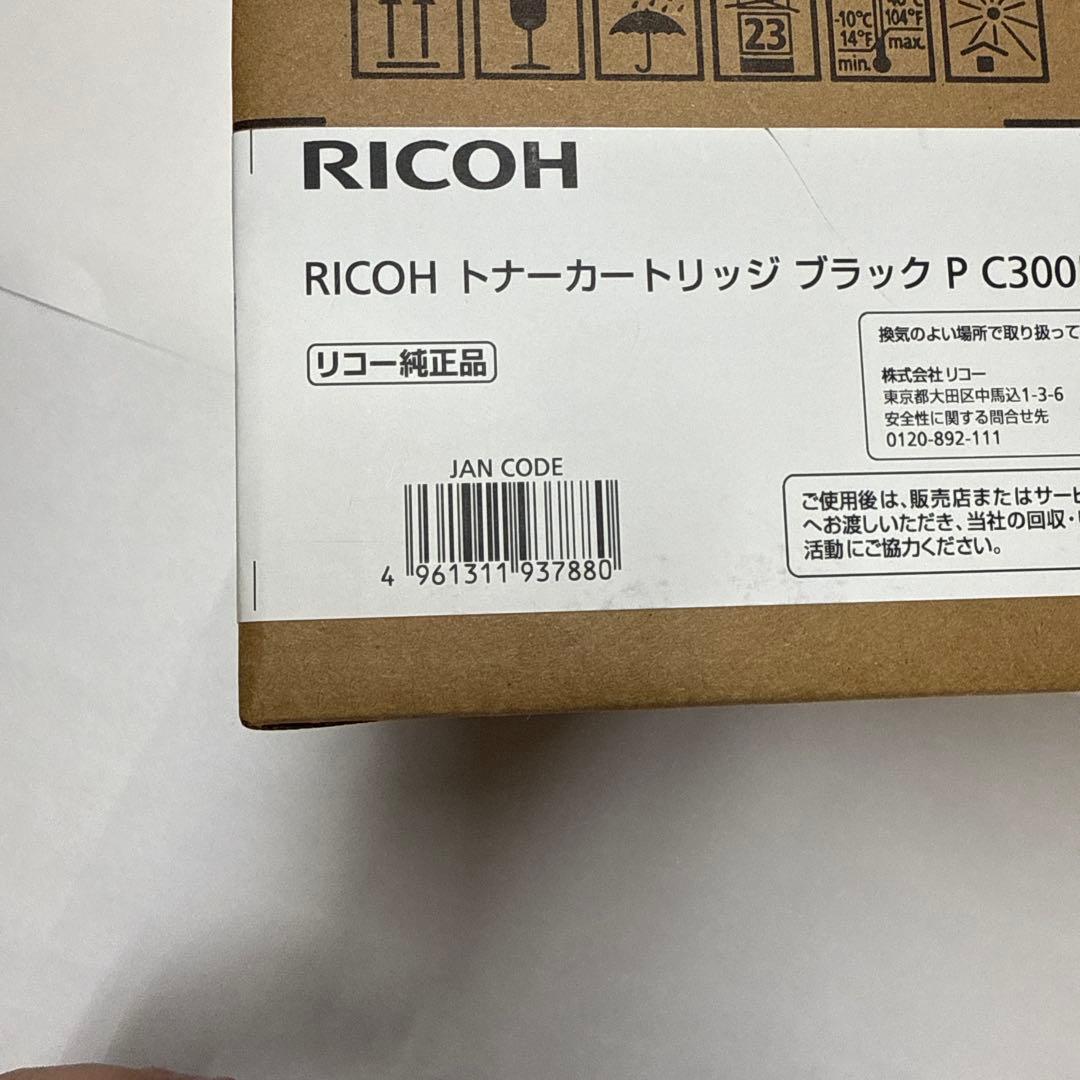 23
-10℃
14°F
min.
104°F
max.
RICOH
RICOH トナーカートリッジ ブラック P C300
リコー純正品
換気のよい場所で取り扱って
株式会社リコー
東京都大田区中馬込1-3-6
安全性に関する問合せ先
0120-892-111
JAN CODE
4 961311 937880
ご使用後は、販売店またはサービ
へお渡しいただき、当社の回収・
活動にご協力ください。